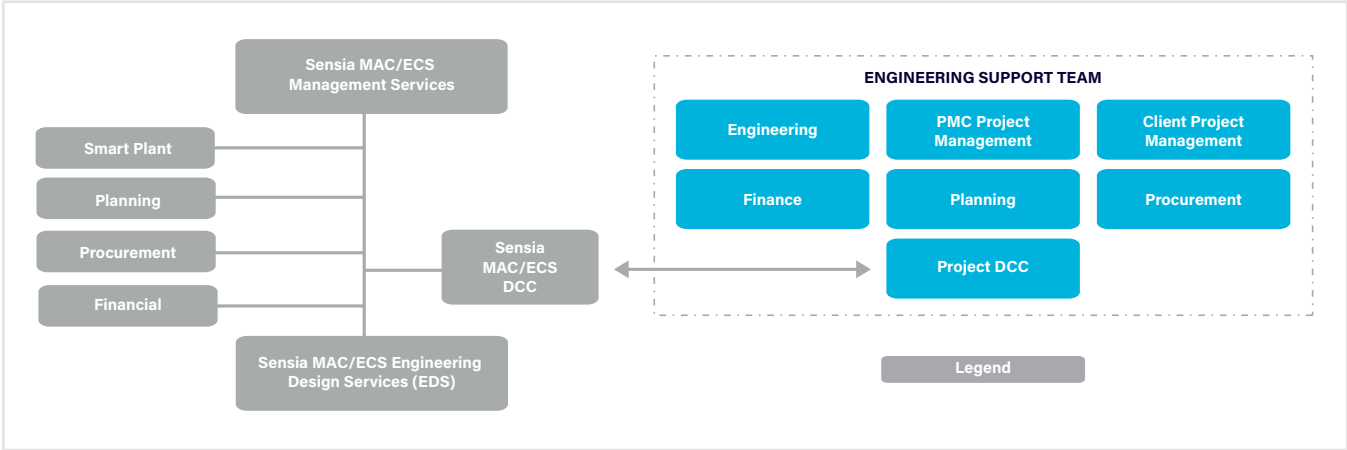 Sensia MAC/ECS
Management Services
Smart Plant
Planning
Procurement
Financial
Sensia
MAC/ECS
DCC
Sensia MAC/ECS Engineering
Design Services (EDS)
ENGINEERING SUPPORT TEAM
Engineering
PMC Project
Management
Client Project
Management
Finance
Planning
Procurement
Project DCC
Legend